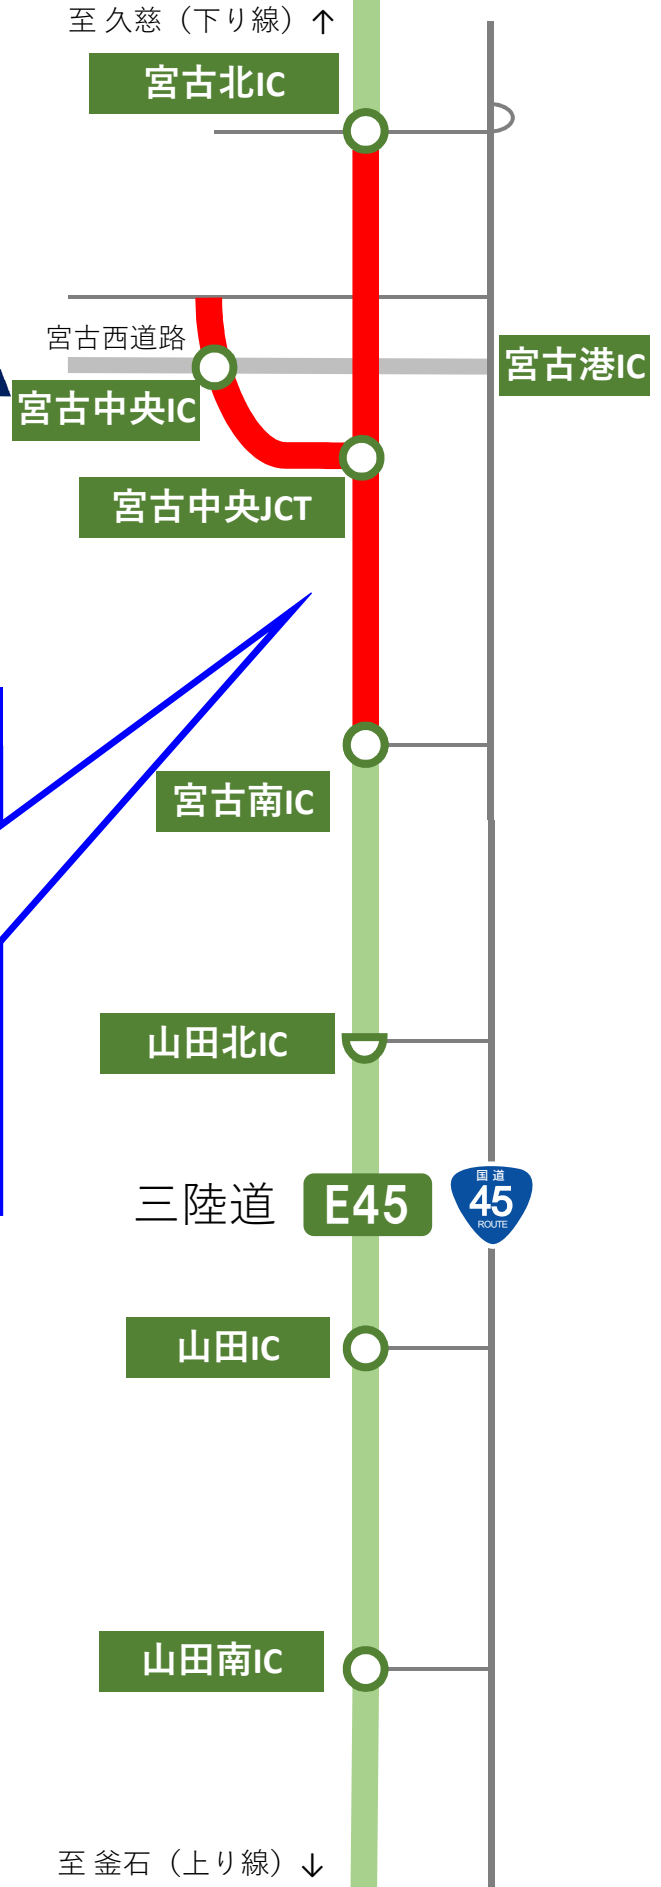 至 久慈（下り線）↑
宮古北IC
宮古西道路
宮古港IC
宮古中央IC
宮古中央JCT
宮古南IC
山田北IC
三陸道
E45
国道
45
ROUTE
山田IC
山田南IC
至 釜石（上り線）↓